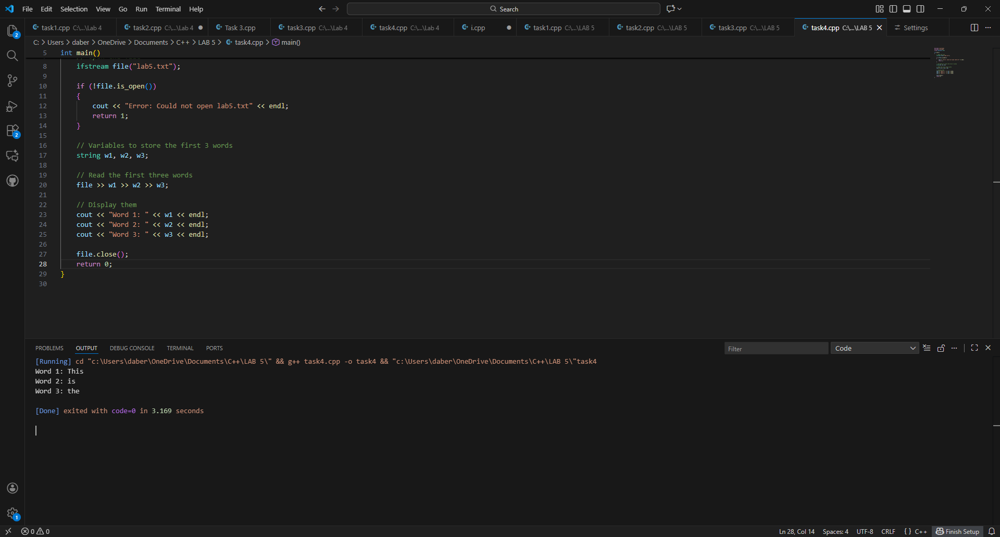 File Edit Selection View Go Run Terminal Help
Search
task1.cpp C:\...\Lab 4 task2.cpp C:\...\Lab 4 Task 3.cpp task3.cpp C:\...\Lab 4 task4.cpp C:\...\Lab 4 i.cpp task1.cpp C:\...\LAB 5 task2.cpp C:\...\LAB 5 task3.cpp C:\...\LAB 5 task4.cpp C:\...\LAB 5 Settings
C: > Users > daber > OneDrive > Documents > C++ > LAB 5 > task4.cpp > main()
5 int main()
8 ifstream file("lab5.txt");
9
10 if (!file.is_open())
11 {
12 cout << "Error: Could not open lab5.txt" << endl;
13 return 1;
14 }
15
16 // Variables to store the first 3 words
17 string w1, w2, w3;
18
19 // Read the first three words
20 file >> w1 >> w2 >> w3;
21
22 // Display them
23 cout << "Word 1: " << w1 << endl;
24 cout << "Word 2: " << w2 << endl;
25 cout << "Word 3: " << w3 << endl;
26
27 file.close();
28 return 0;
29 }
30
PROBLEMS OUTPUT DEBUG CONSOLE TERMINAL PORTS
Filter
Code
[Running] cd "c:\Users\daber\OneDrive\Documents\C++\LAB 5\" && g++ task4.cpp -o task4 && "c:\Users\daber\OneDrive\Documents\C++\LAB 5\"task4
Word 1: This
Word 2: is
Word 3: the
[Done] exited with code=0 in 3.169 seconds
2
2
1
0 0
Ln 28, Col 14 Spaces: 4 UTF-8 CRLF { } C++ Finish Setup